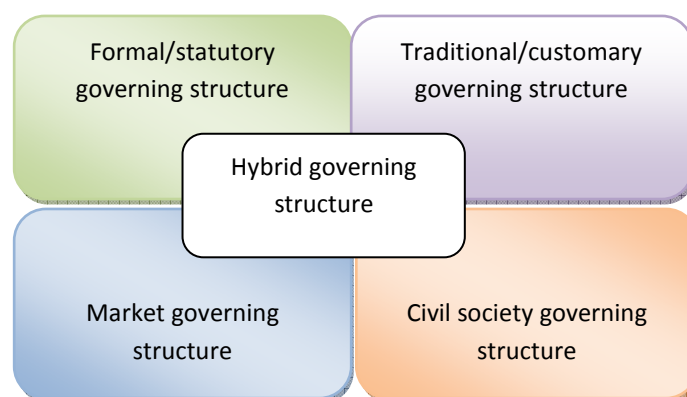 Formal/statutory
governing structure
Traditional/customary
governing structure
Hybrid governing
structure
Market governing
structure
Civil society governing
structure